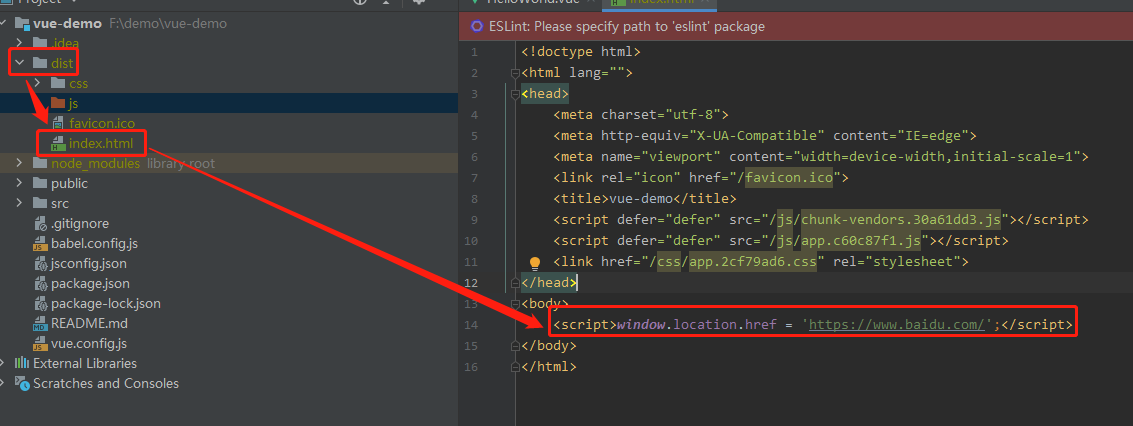 Project
vue-demo F:\demo\vue-demo
.idea
dist
css
js
favicon.ico
index.html
node_modules library root
public
src
.gitignore
babel.config.js
jsconfig.json
package.json
package-lock.json
README.md
vue.config.js
External Libraries
Scratches and Consoles
HelloWorld.vue
index.html
ESLint: Please specify path to 'eslint' package
1 <!doctype html>
2 <html lang="">
3 <head>
4 <meta charset="utf-8">
5 <meta http-equiv="X-UA-Compatible" content="IE=edge">
6 <meta name="viewport" content="width=device-width,initial-scale=1">
7 <link rel="icon" href="/favicon.ico">
8 <title>vue-demo</title>
9 <script defer="defer" src="/js/chunk-vendors.30a61dd3.js"></script>
10 <script defer="defer" src="/js/app.c60c87f1.js"></script>
11 <link href="/css/app.2cf79ad6.css" rel="stylesheet">
12 </head>
13 <body>
14 <script>window.location.href = 'https://www.baidu.com/';</script>
15 </body>
16 </html>